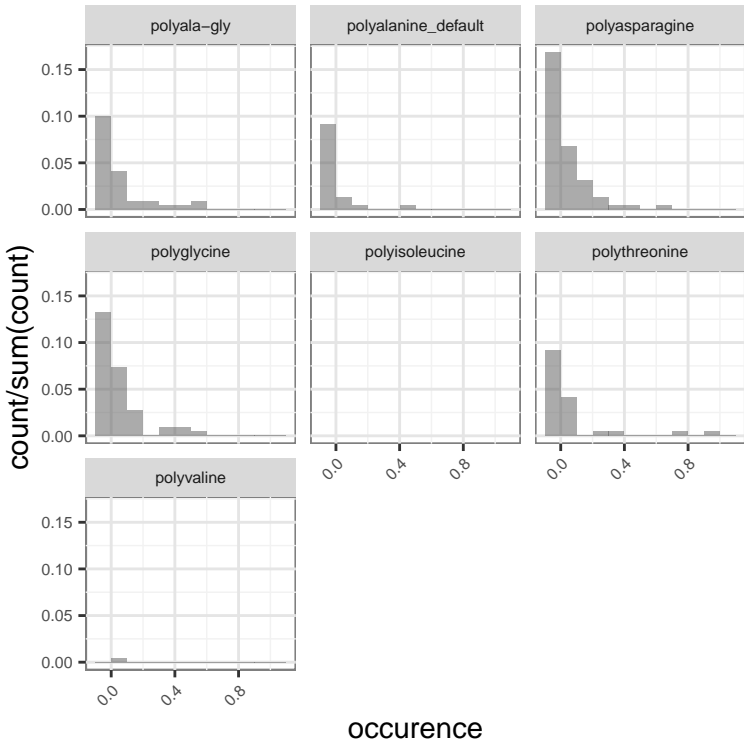 polyala-gly polyalanine_default polyasparagine
0.15
0.10
0.05
0.00
polyglycine polyisoleucine polythreonine
0.15
0.10
0.05
0.00
0.0 0.4 0.8 0.0 0.4 0.8
polyvaline
0.15
0.10
0.05
0.00
0.0 0.4 0.8
count/sum(count)
occurence